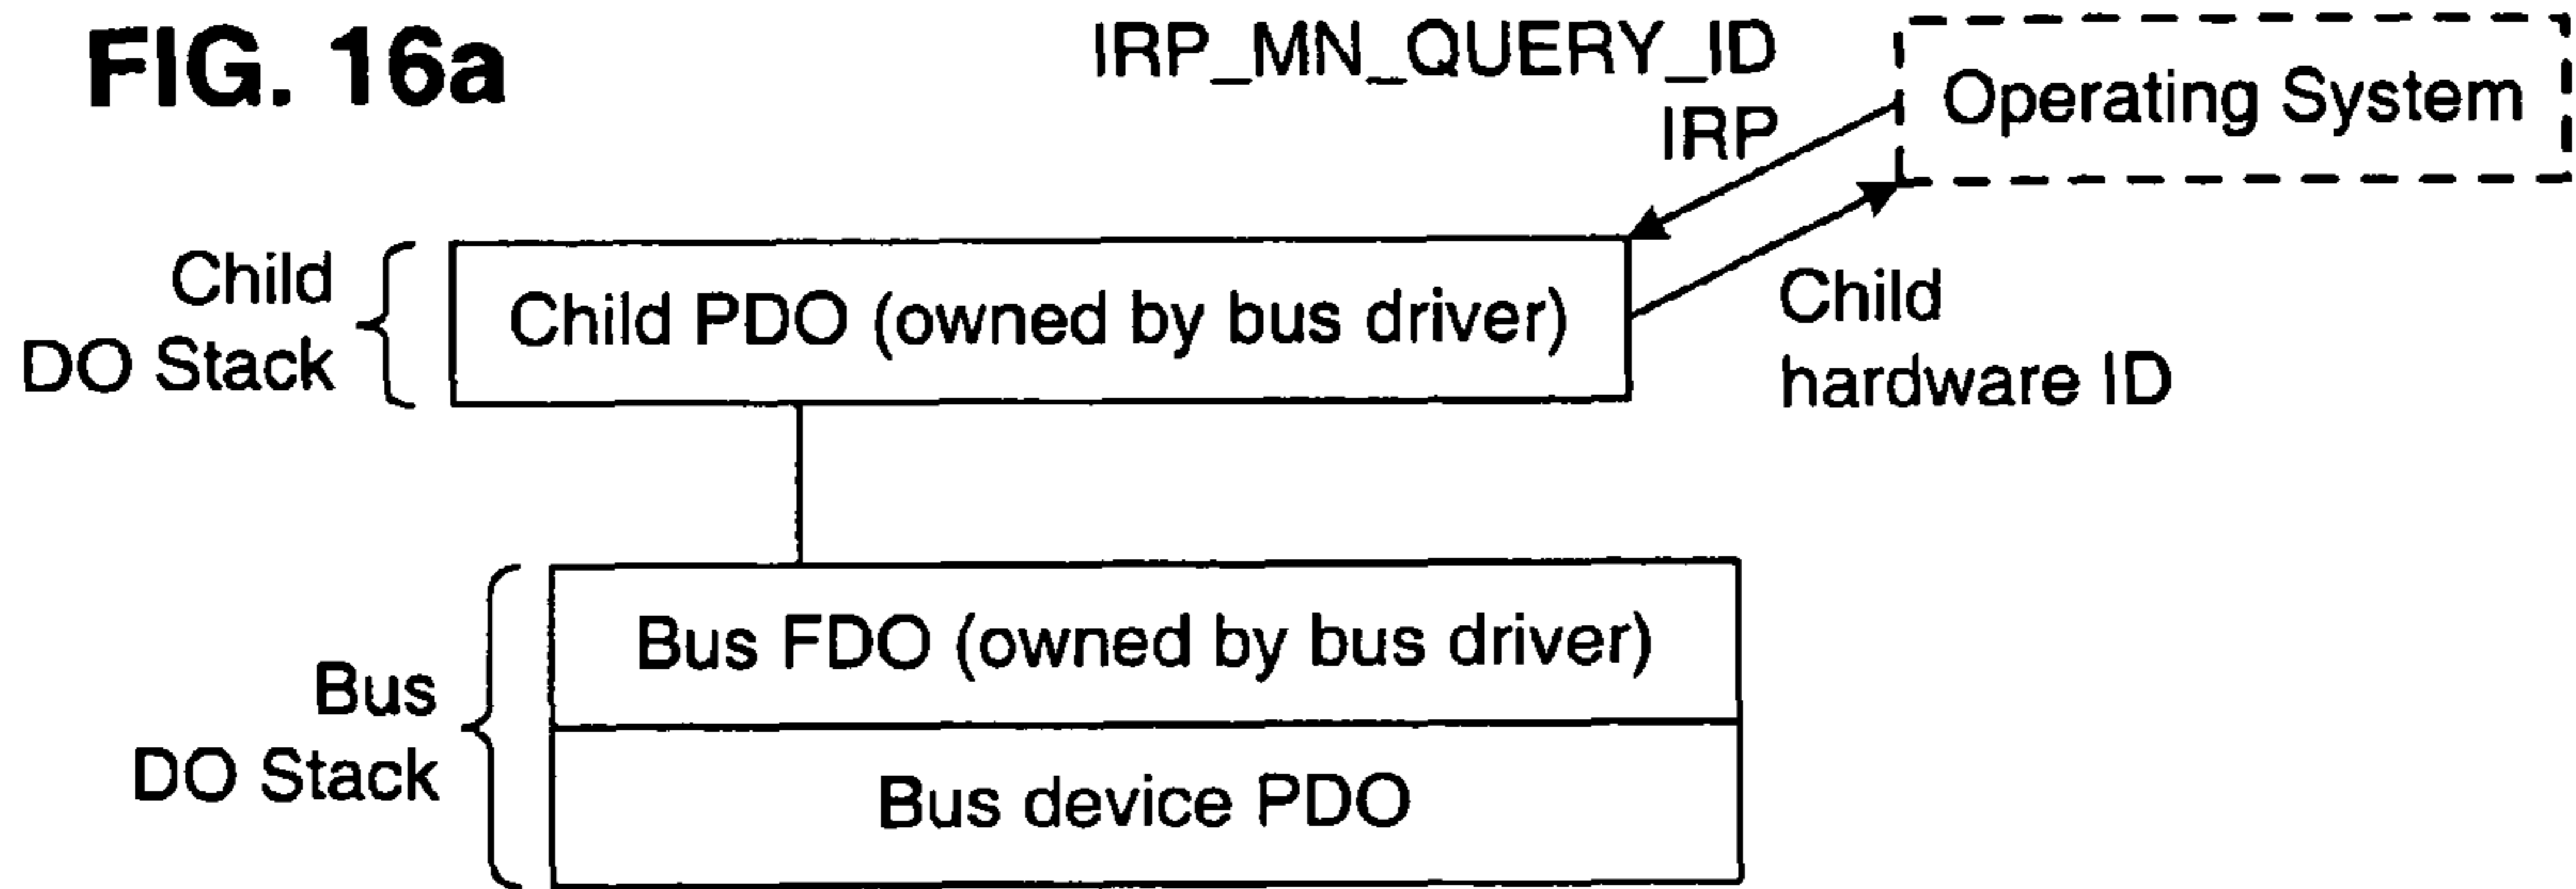 FIG. 16a
IRP_MN_QUERY_ID
IRP
Operating System
Child
DO Stack
Child PDO (owned by bus driver)
Child
hardware ID
Bus
DO Stack
Bus FDO (owned by bus driver)
Bus device PDO